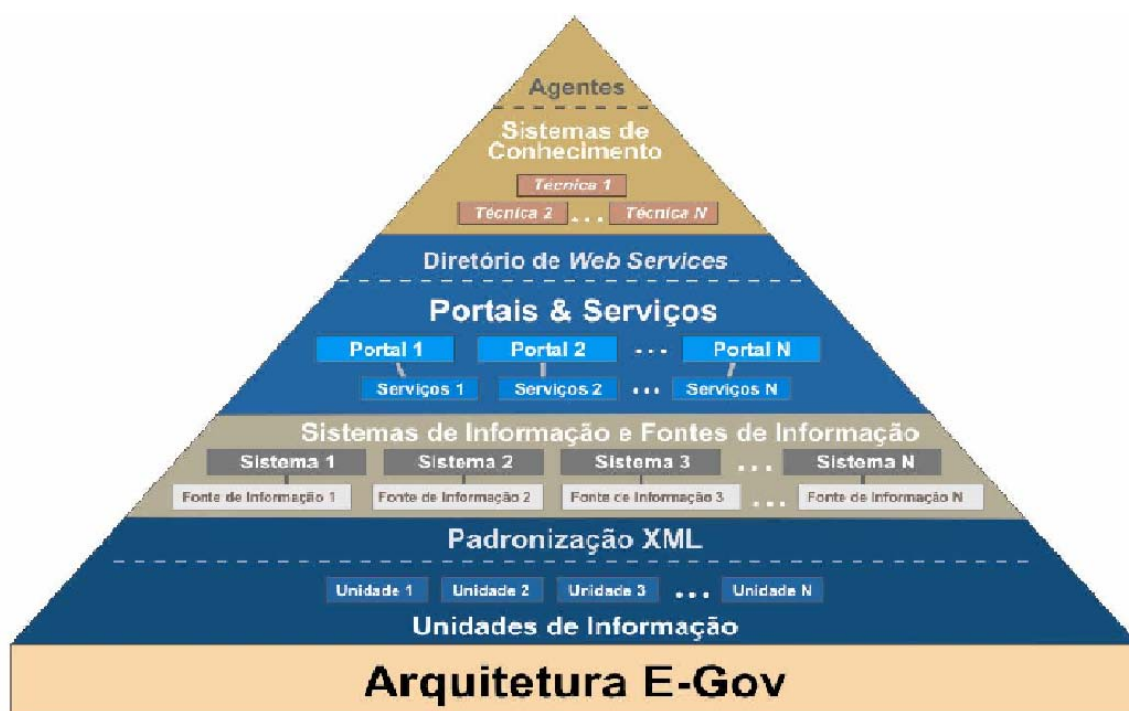 Agentes
Sistemas de
Conhecimento
Técnica 1
Técnica 2 ... Técnica N
Diretório de Web Services
Portais & Serviços
Portal 1 Portal 2 ... Portal N
Serviços 1 Serviços 2 ... Serviços N
Sistemas de Informação e Fontes de Informação
Sistema 1 Sistema 2 Sistema 3 ... Sistema N
Fonte de Informação 1 Fonte de Informação 2 Fonte de Informação 3 ... Fonte de Informação N
Padronização XML
Unidade 1 Unidade 2 Unidade 3 ... Unidade N
Unidades de Informação
Arquitetura E-Gov